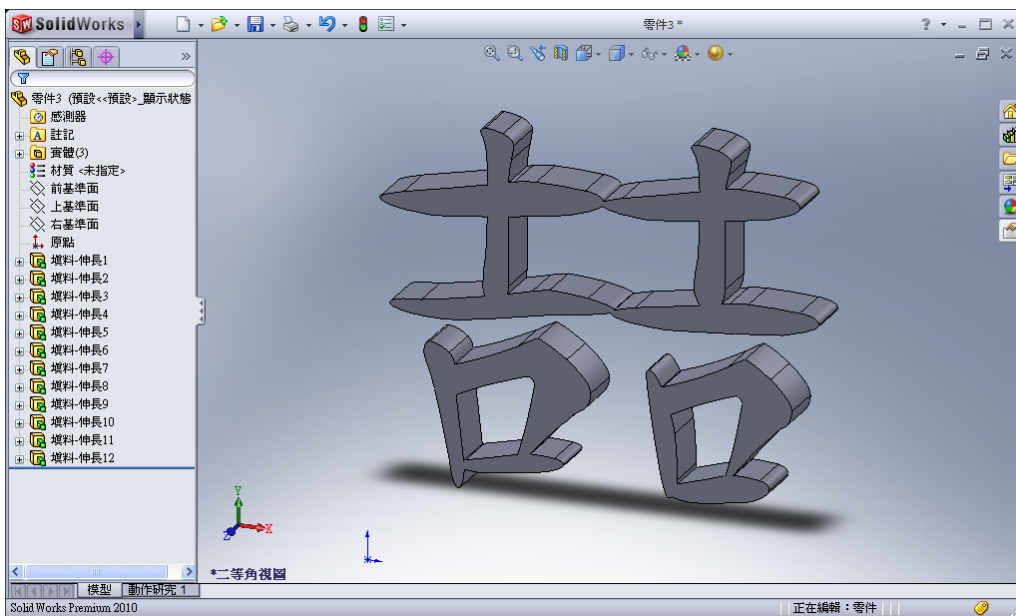 SolidWorks
零件3 *
零件3 (預設<<預設>_顯示狀態
感測器
A 註記
實體(3)
材質 <未指定>
前基準面
上基準面
右基準面
原點
填料-伸長1
填料-伸長2
填料-伸長3
填料-伸長4
填料-伸長5
填料-伸長6
填料-伸長7
填料-伸長8
填料-伸長9
填料-伸長10
填料-伸長11
填料-伸長12
吉吉
Y
X
Z
*二等角視圖
模型 動作研究 1
SolidWorks Premium 2010
正在編輯：零件